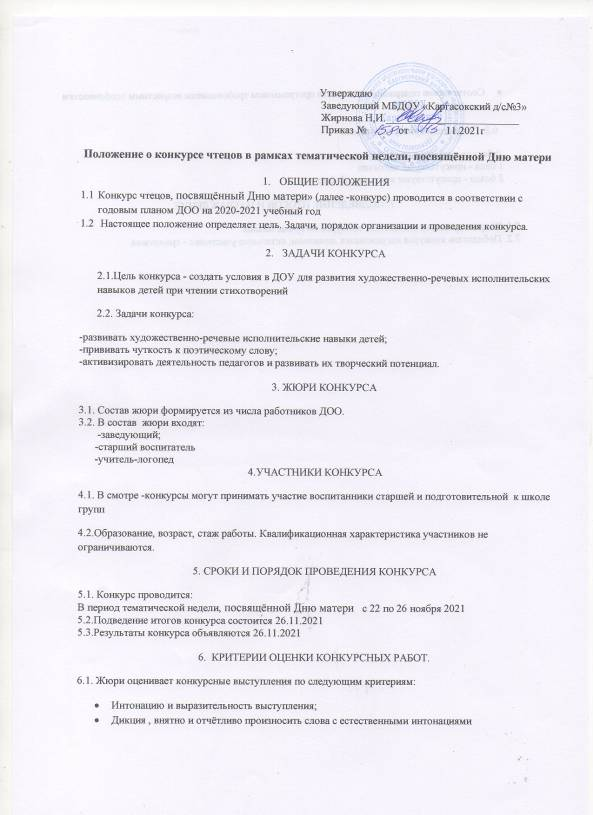 Утверждаю
Заведующий МБДОУ «Каргасокский д/с№3»
Жирнова Н.И.
Приказ № 158 от 11.2021г
Положение о конкурсе чтецов в рамках тематической недели, посвящённой Дню матери
1. ОБЩИЕ ПОЛОЖЕНИЯ
1.1 Конкурс чтецов, посвящённый Дню матери» (далее -конкурс) проводится в соответствии с
годовым планом ДОО на 2020-2021 учебный год
1.2 Настоящее положение определяет цель. Задачи, порядок организации и проведения конкурса.
2. ЗАДАЧИ КОНКУРСА
2.1.Цель конкурса - создать условия в ДОУ для развития художественно-речевых исполнительских
навыков детей при чтении стихотворений
2.2. Задачи конкурса:
-развивать художественно-речевые исполнительские навыки детей;
-прививать чуткость к поэтическому слову;
-активизировать деятельность педагогов и развивать их творческий потенциал.
3. ЖЮРИ КОНКУРСА
3.1. Состав жюри формируется из числа работников ДОО.
3.2. В состав жюри входят:
-заведующий;
-старший воспитатель
-учитель-логопед
4.УЧАСТНИКИ КОНКУРСА
4.1. В смотре -конкурсы могут принимать участие воспитанники старшей и подготовительной к школе
групп
4.2.Образование, возраст, стаж работы. Квалификационная характеристика участников не
ограничиваются.
5. СРОКИ И ПОРЯДОК ПРОВЕДЕНИЯ КОНКУРСА
5.1. Конкурс проводится:
В период тематической недели, посвящённой Дню матери с 22 по 26 ноября 2021
5.2.Подведение итогов конкурса состоится 26.11.2021
5.3.Результаты конкурса объявляются 26.11.2021
6. КРИТЕРИИ ОЦЕНКИ КОНКУРСНЫХ РАБОТ.
6.1. Жюри оценивает конкурсные выступления по следующим критериям:
• Интонацию и выразительность выступления;
• Дикция , внятно и отчётливо произносить слова с естественными интонациями